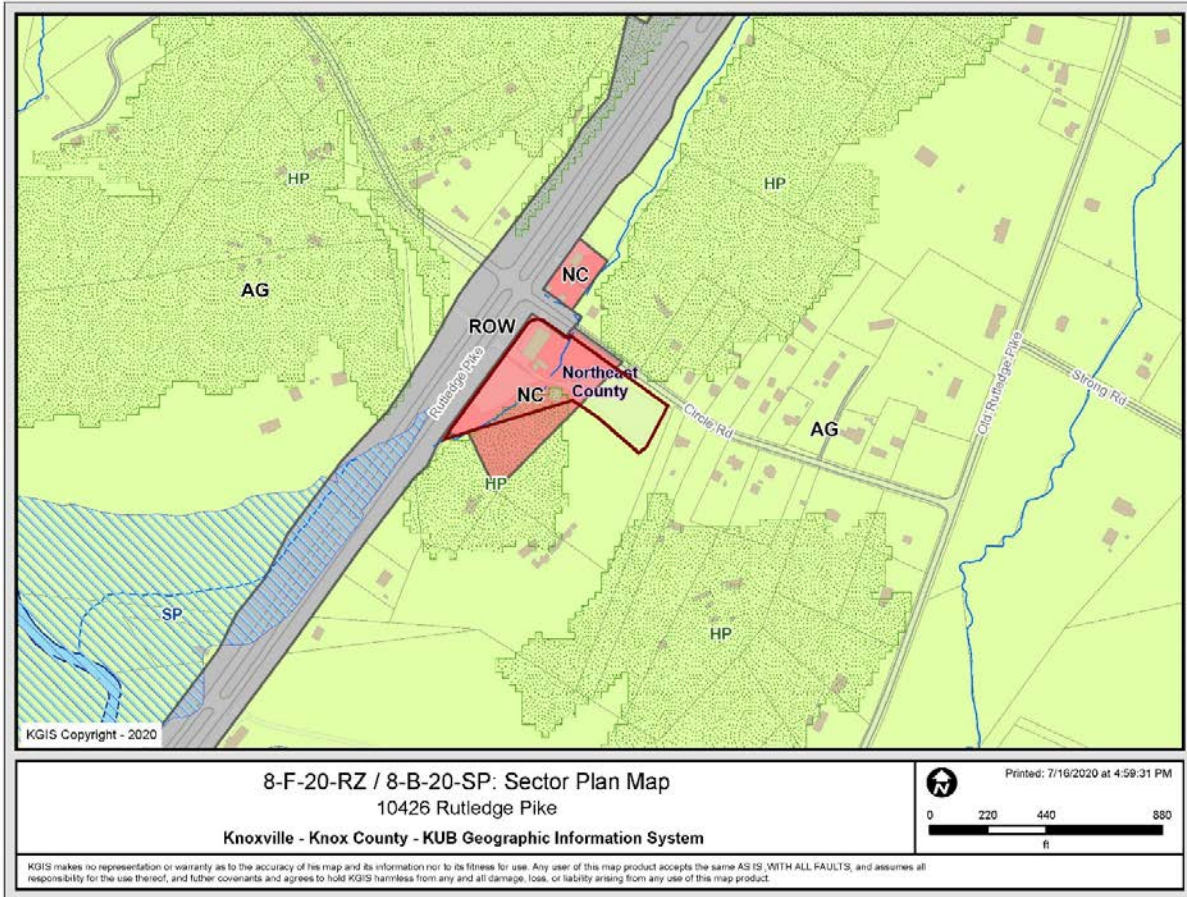 HP
HP
AG
NC
ROW
Rutledge Pike
Northeast
County
NC
Circle Rd
AG
Old Rutledge Pike
Strong Rd
HP
SP
HP
KGIS Copyright - 2020
8-F-20-RZ / 8-B-20-SP: Sector Plan Map
10426 Rutledge Pike
Knoxville - Knox County - KUB Geographic Information System
N
Printed: 7/16/2020 at 4:59:31 PM
0 220 440 880
ft
KGIS makes no representation or warranty as to the accuracy of his map and its information nor to its fitness for use. Any user of this map product accepts the same AS IS ,WITH ALL FAULTS, and assumes all
responsibility for the use thereof, and futher covenants and agrees to hold KGIS harmless from any and all damage, loss, or liability arising from any use of this map product.